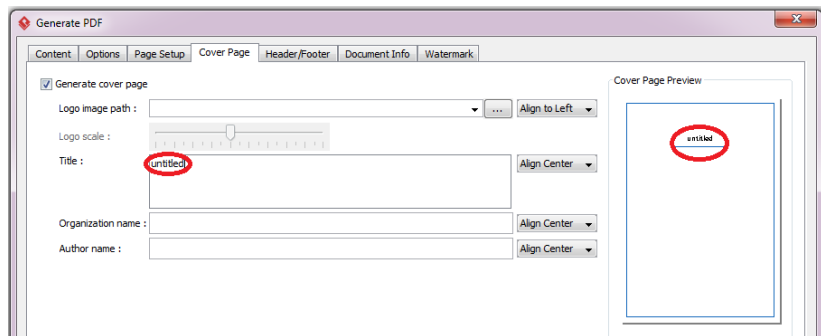 Generate PDF
Content Options Page Setup Cover Page Header/Footer Document Info Watermark
Generate cover page
Logo image path : ... Align to Left
Logo scale :
Title : untitled Align Center
Organization name : Align Center
Author name : Align Center
Cover Page Preview
untitled